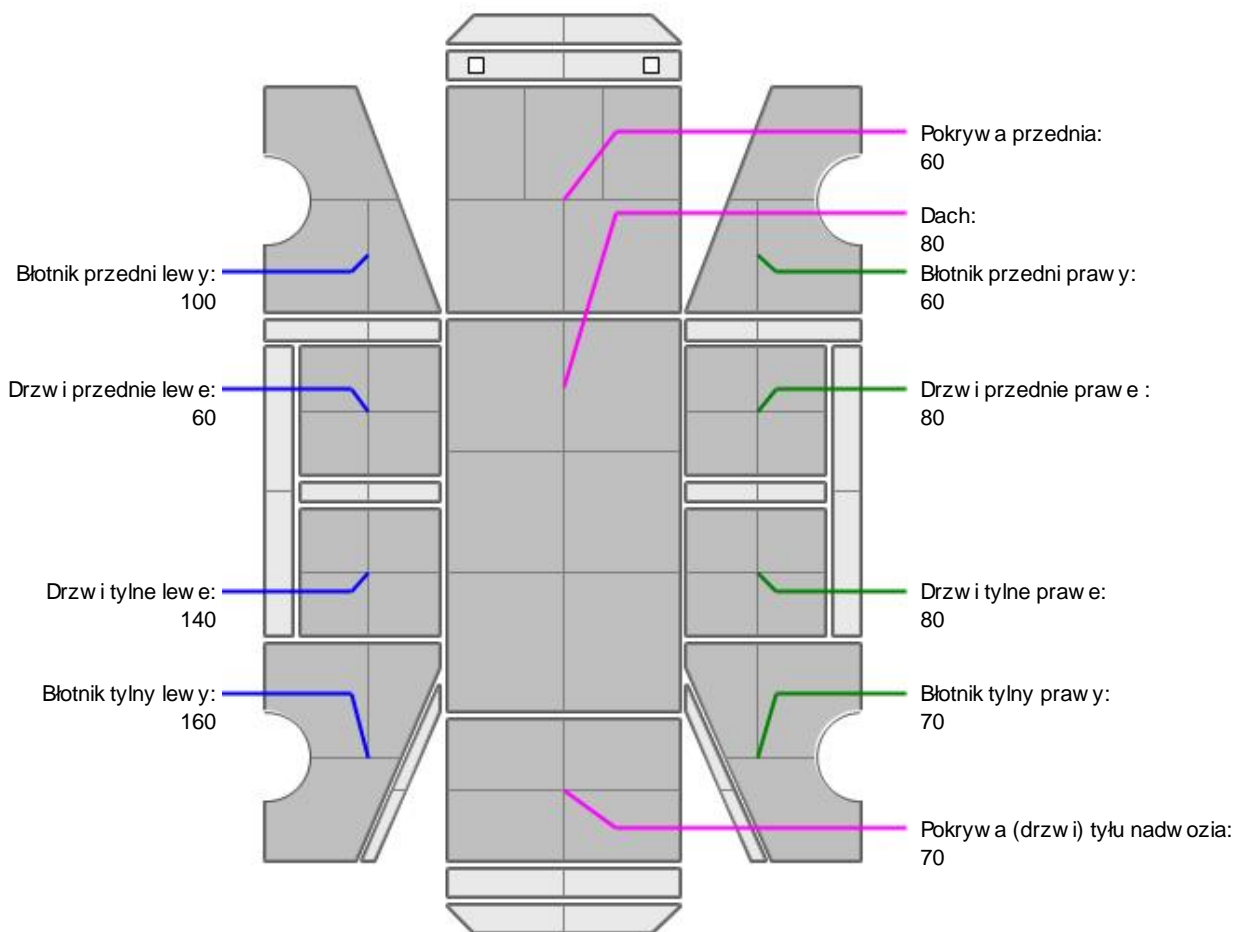 Pokrywa przednia:
60
Dach:
80
Błotnik przedni lewy:
100
Błotnik przedni prawy:
60
Drzwi przednie lewe:
60
Drzwi przednie prawe :
80
Drzwi tylne lewe:
140
Drzwi tylne prawe:
80
Błotnik tylny lewy:
160
Błotnik tylny prawy:
70
Pokrywa (drzwi) tyłu nadwozia:
70